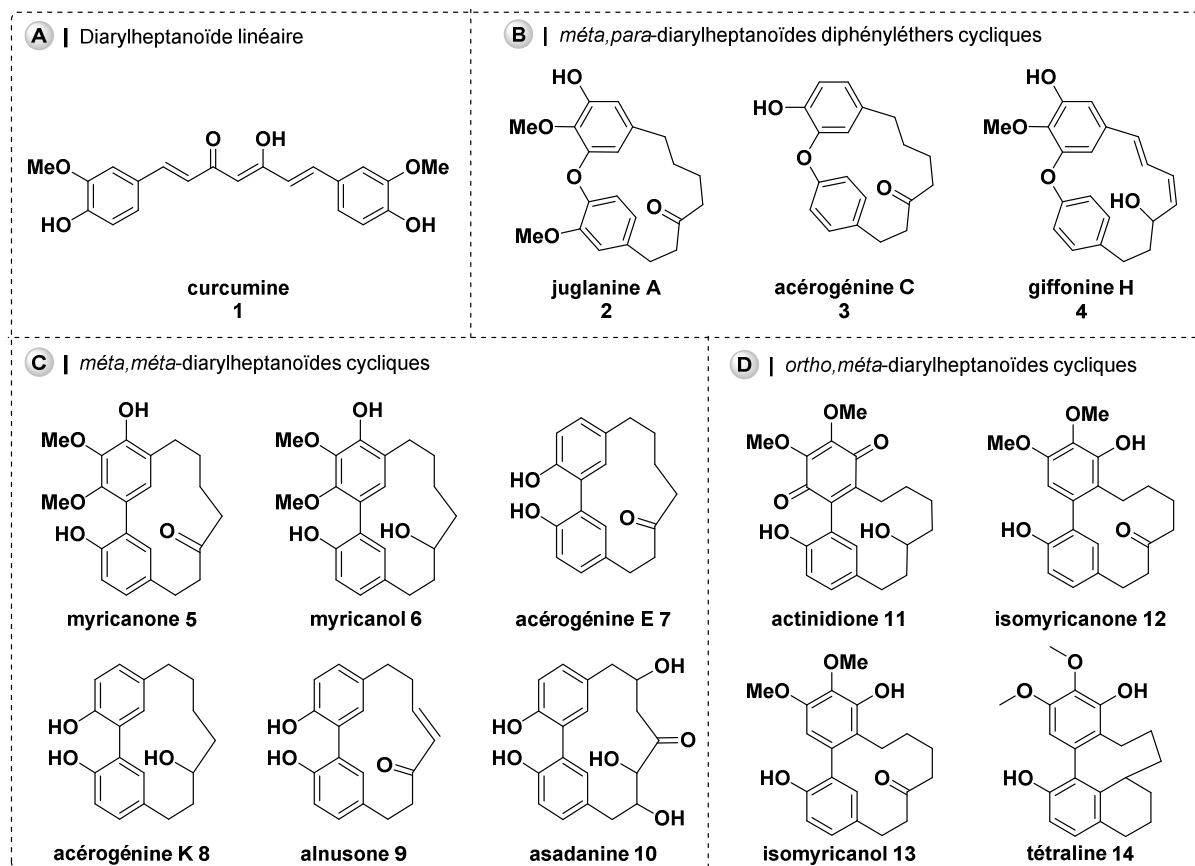 A | Diarylheptanoïde linéaire
O OH
MeO OMe
HO OH
curcumine
1
B | méta,para-diarylheptanoïdes diphényléthers cycliques
HO
MeO
O
O
MeO
juglanine A
2
HO
O
O
acérogénine C
3
HO
MeO
O
HO
giffonine H
4
C | méta,méta-diarylheptanoïdes cycliques
OH
MeO
MeO
HO O
myricanone 5
OH
MeO
MeO
HO HO
myricanol 6
HO
HO
O
acérogénine E 7
HO
HO HO
acérogénine K 8
HO
HO
O
alnusone 9
OH
HO
HO HO O
OH
asadanine 10
D | ortho,méta-diarylheptanoïdes cycliques
OMe
MeO O
O
HO HO
actinidione 11
OMe
MeO OH
HO O
isomyricanone 12
OMe
MeO OH
HO O
isomyricanol 13
O
O OH
HO
tétraline 14